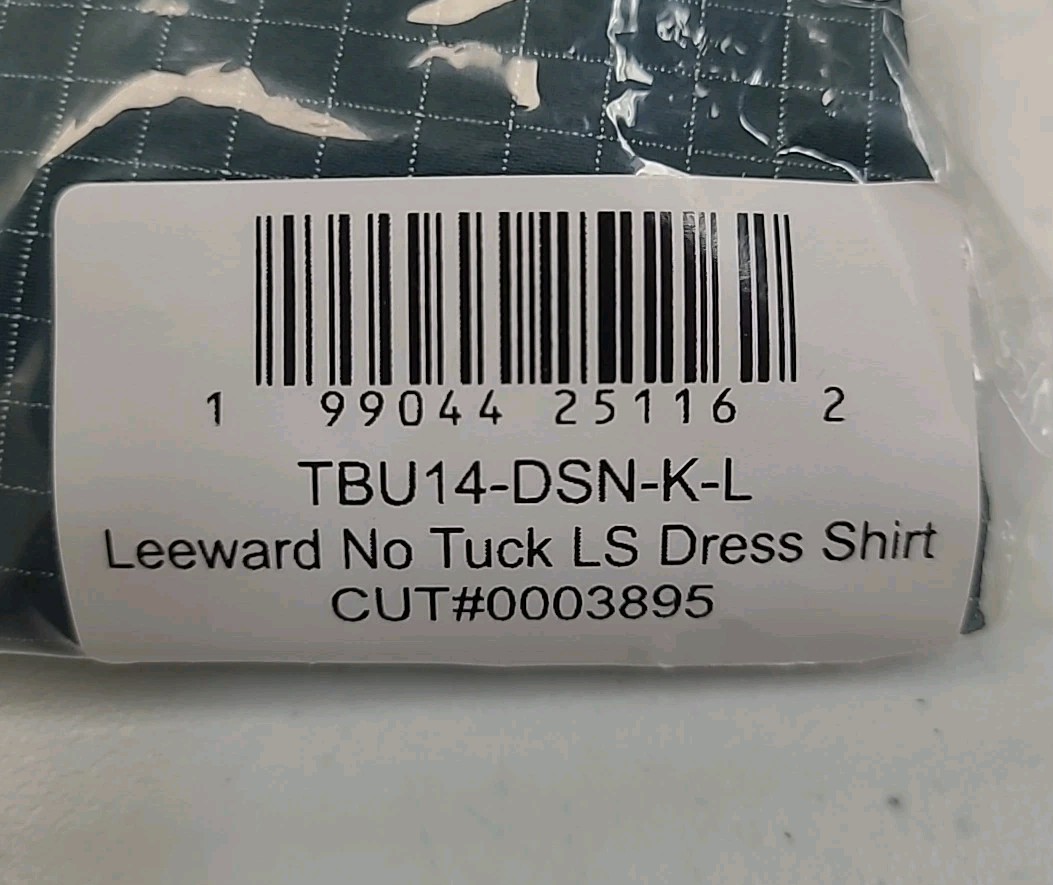 1 99044 25116 2
TBU14-DSN-K-L
Leeward No Tuck LS Dress Shirt
CUT#0003895